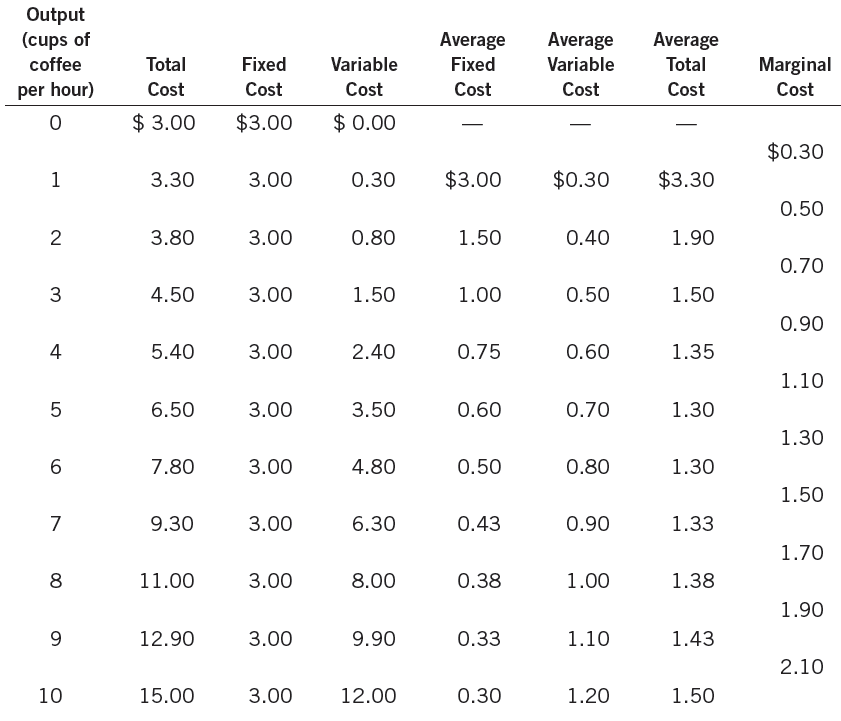 Output
(cups of Average Average Average
coffee Total Fixed Variable Fixed Variable Total Marginal
per hour) Cost Cost Cost Cost Cost Cost Cost
0 $ 3.00 $3.00 $ 0.00 — — —
$0.30
1 3.30 3.00 0.30 $3.00 $0.30 $3.30
0.50
2 3.80 3.00 0.80 1.50 0.40 1.90
0.70
3 4.50 3.00 1.50 1.00 0.50 1.50
0.90
4 5.40 3.00 2.40 0.75 0.60 1.35
1.10
5 6.50 3.00 3.50 0.60 0.70 1.30
1.30
6 7.80 3.00 4.80 0.50 0.80 1.30
1.50
7 9.30 3.00 6.30 0.43 0.90 1.33
1.70
8 11.00 3.00 8.00 0.38 1.00 1.38
1.90
9 12.90 3.00 9.90 0.33 1.10 1.43
2.10
10 15.00 3.00 12.00 0.30 1.20 1.50